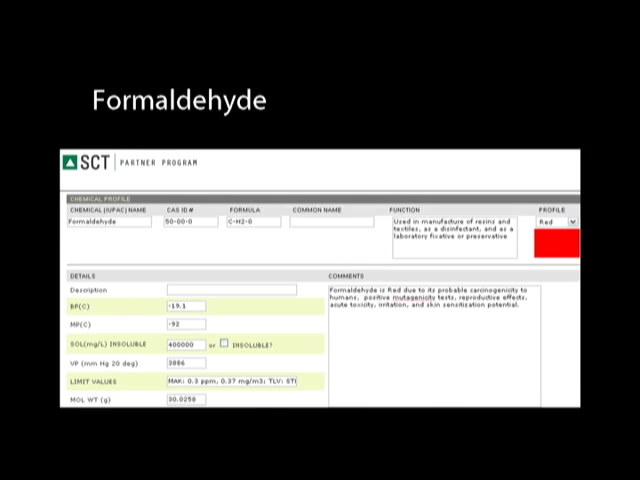 Formaldehyde
SCT PARTNER PROGRAM
CHEMICAL PROFILE
CHEMICAL (IUPAC) NAME CAS ID # FORMULA COMMON NAME FUNCTION PROFILE
Formaldehyde 50-00-0 C-H2-O Used in manufacture of resins and Red
textiles, as a disinfectant, and as a
laboratory fixative or preservative
DETAILS COMMENTS
Description Formaldehyde is Red due to its probable carcinogenicity to
humans, positive mutagenicity tests, reproductive effects,
acute toxicity, irritation, and skin sensitization potential.
BP(C) -19.1
MP(C) -92
SOL(mg/L) INSOLUBLE 400000 or INSOLUBLE?
VP (mm Hg 20 deg) 3886
LIMIT VALUES MAK: 0.3 ppm, 0.37 mg/m3; TLV: STI
MOL WT (g) 30.0258